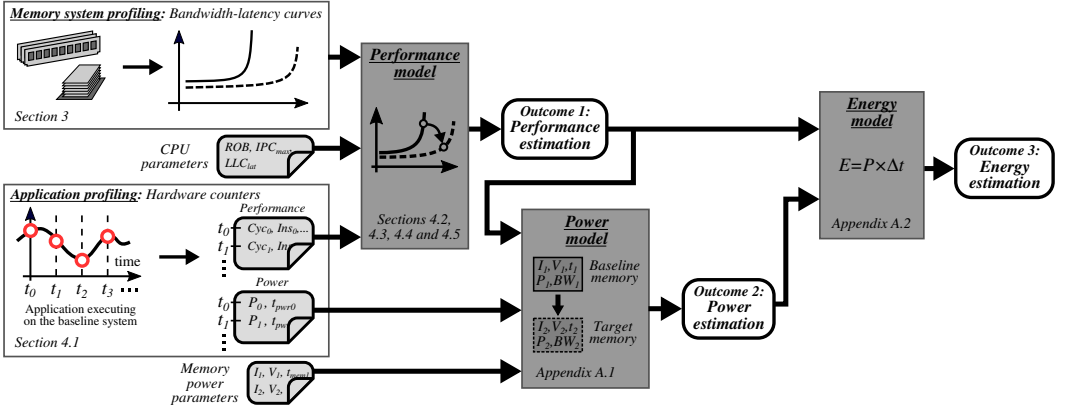 Memory system profiling: Bandwidth-latency curves
Section 3
CPU
parameters
ROB, IPCmax,
LLClat
Application profiling: Hardware counters
time
t0 t1 t2 t3 ....
Application executing
on the baseline system
Section 4.1
Performance
t0 Cyc0, Ins0,...
t1 Cyc1, Ins
Power
t0 P0, tpwr0
t1 P1, tpw
Memory
power
parameters
I1, V1, tmem1
I2, V2,
Performance
model
Sections 4.2,
4.3, 4.4 and 4.5
Outcome 1:
Performance
estimation
Power
model
I1,V1,t1
P1,BW1
Baseline
memory
I2,V2,t2
P2,BW2
Target
memory
Appendix A.1
Outcome 2:
Power
estimation
Energy
model
E=P×Δt
Appendix A.2
Outcome 3:
Energy
estimation